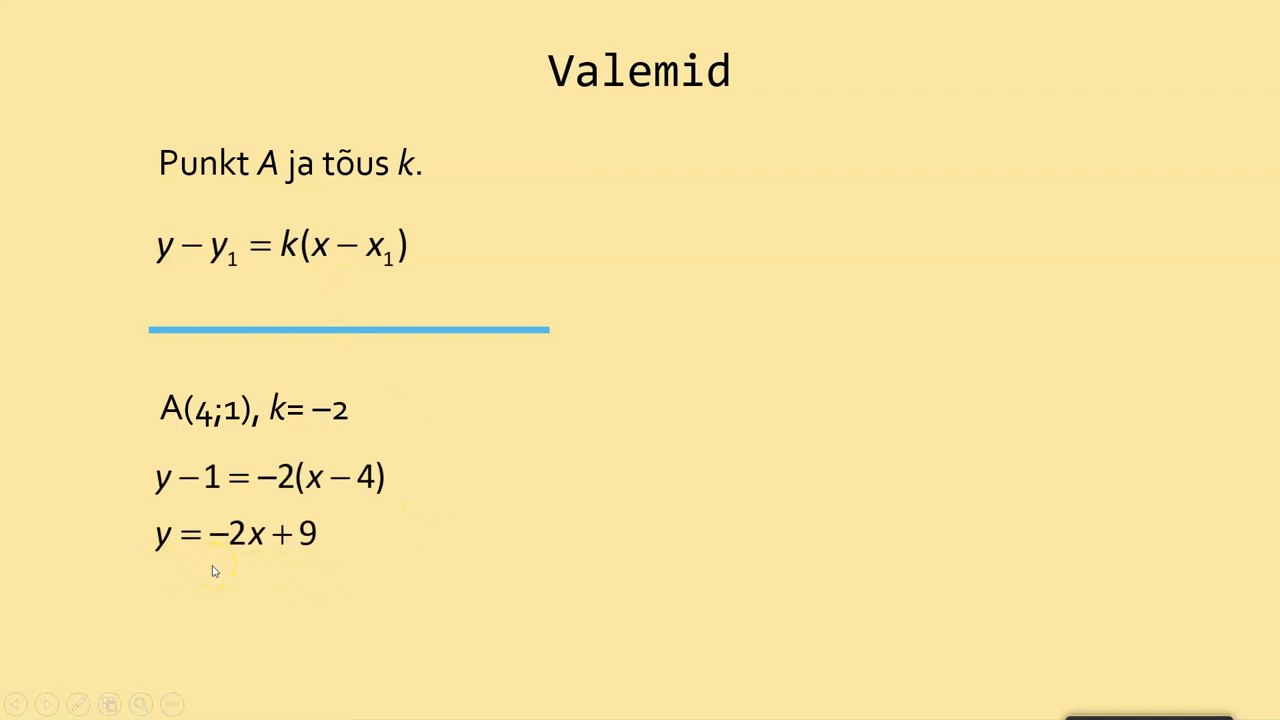 Valemid
Punkt A ja tõus k.
y − y₁ = k(x − x₁)
A(4;1), k= –2
y − 1 = −2(x − 4)
y = −2x + 9